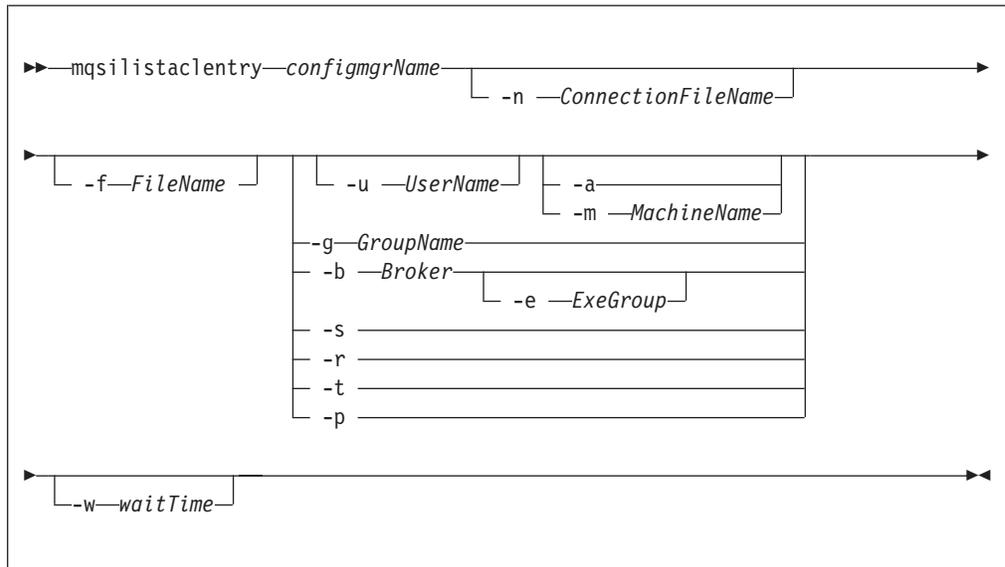 mqsilistaclentry configmgrName
-n ConnectionFileName
-f FileName
-u UserName
-a
-m MachineName
-g GroupName
-b Broker
-e ExeGroup
-s
-r
-t
-p
-w waitTime